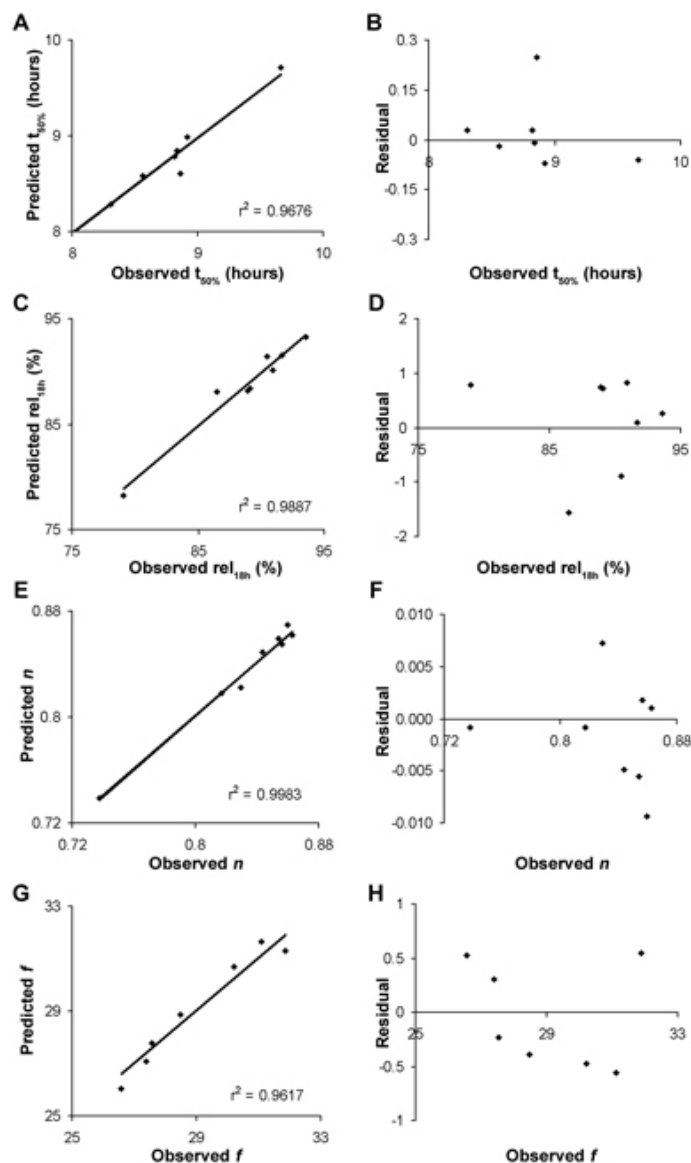 A
10
9
8
8
9
10
Predicted t50% (hours)
Observed t50% (hours)
r² = 0.9676
B
0.3
0.15
0
-0.15
-0.3
8
9
10
Residual
Observed t50% (hours)
C
95
85
75
75
85
95
Predicted rel18h (%)
Observed rel18h (%)
r² = 0.9887
D
2
1
0
-1
-2
75
85
95
Residual
Observed rel18h (%)
E
0.88
0.8
0.72
0.72
0.8
0.88
Predicted n
Observed n
r² = 0.9983
F
0.010
0.005
0.000
-0.005
-0.010
0.72
0.8
0.88
Residual
Observed n
G
33
29
25
25
29
33
Predicted f
Observed f
r² = 0.9617
H
1
0.5
0
-0.5
-1
25
29
33
Residual
Observed f